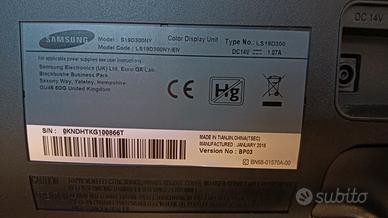 DC 14V
SAMSUNG
Model No. : S19D300NY
Model Code : LS19D300NY/EN
Color Display Unit
Type No.: LS19D300
DC14V 1.07A
For applicable power supplies see user instructions.
Samsung Electronics (UK) Ltd, Euro QA Lab.
Blackbushe Business Park
Saxony Way, Yateley, Hampshire
GU46 6GG United Kingdom
Hg
S/N : 0KNDHTKG100866T
MADE IN TIANJIN,CHINA(TSEC)
MANUFACTURED : JANUARY 2016
Version No : BP03
BN68-01570A-00
subito